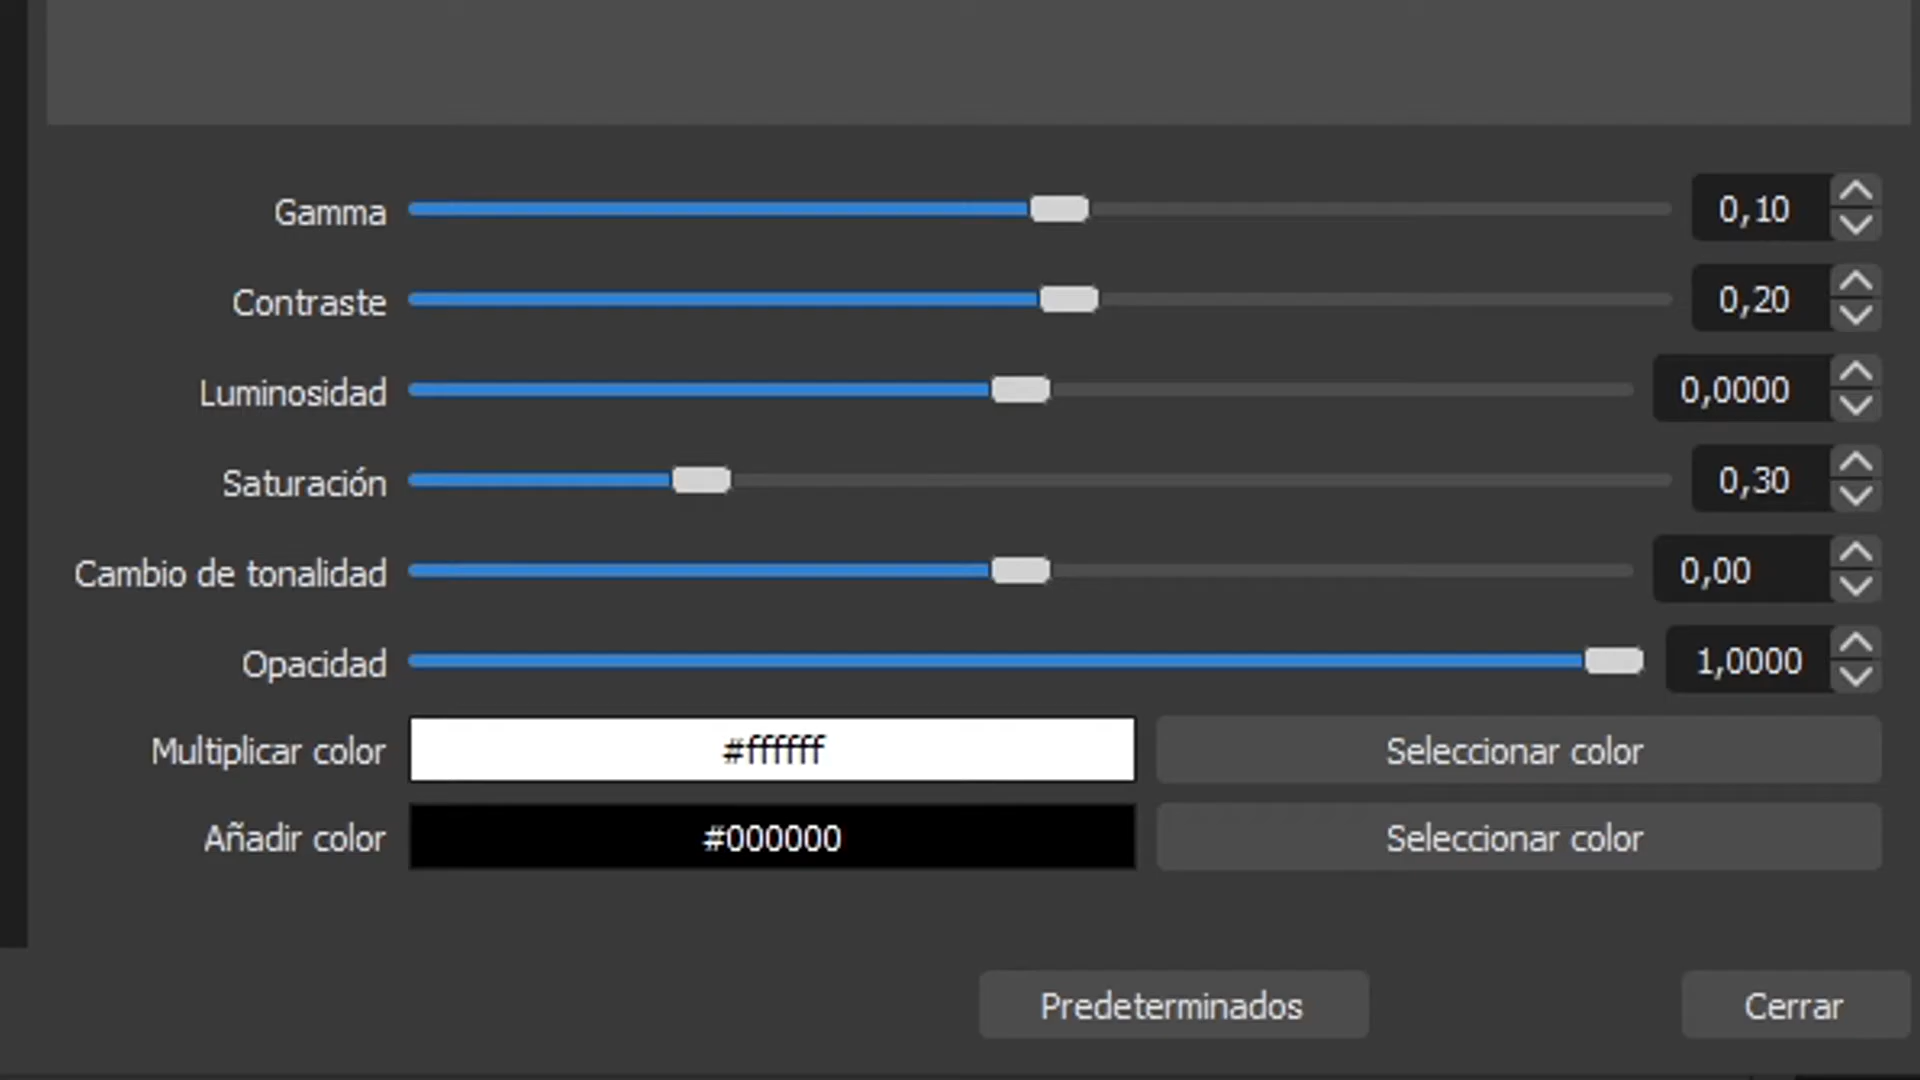 Gamma 0,10
Contraste 0,20
Luminosidad 0,0000
Saturación 0,30
Cambio de tonalidad 0,00
Opacidad 1,0000
Multiplicar color #ffffff Seleccionar color
Añadir color #000000 Seleccionar color
Predeterminados Cerrar